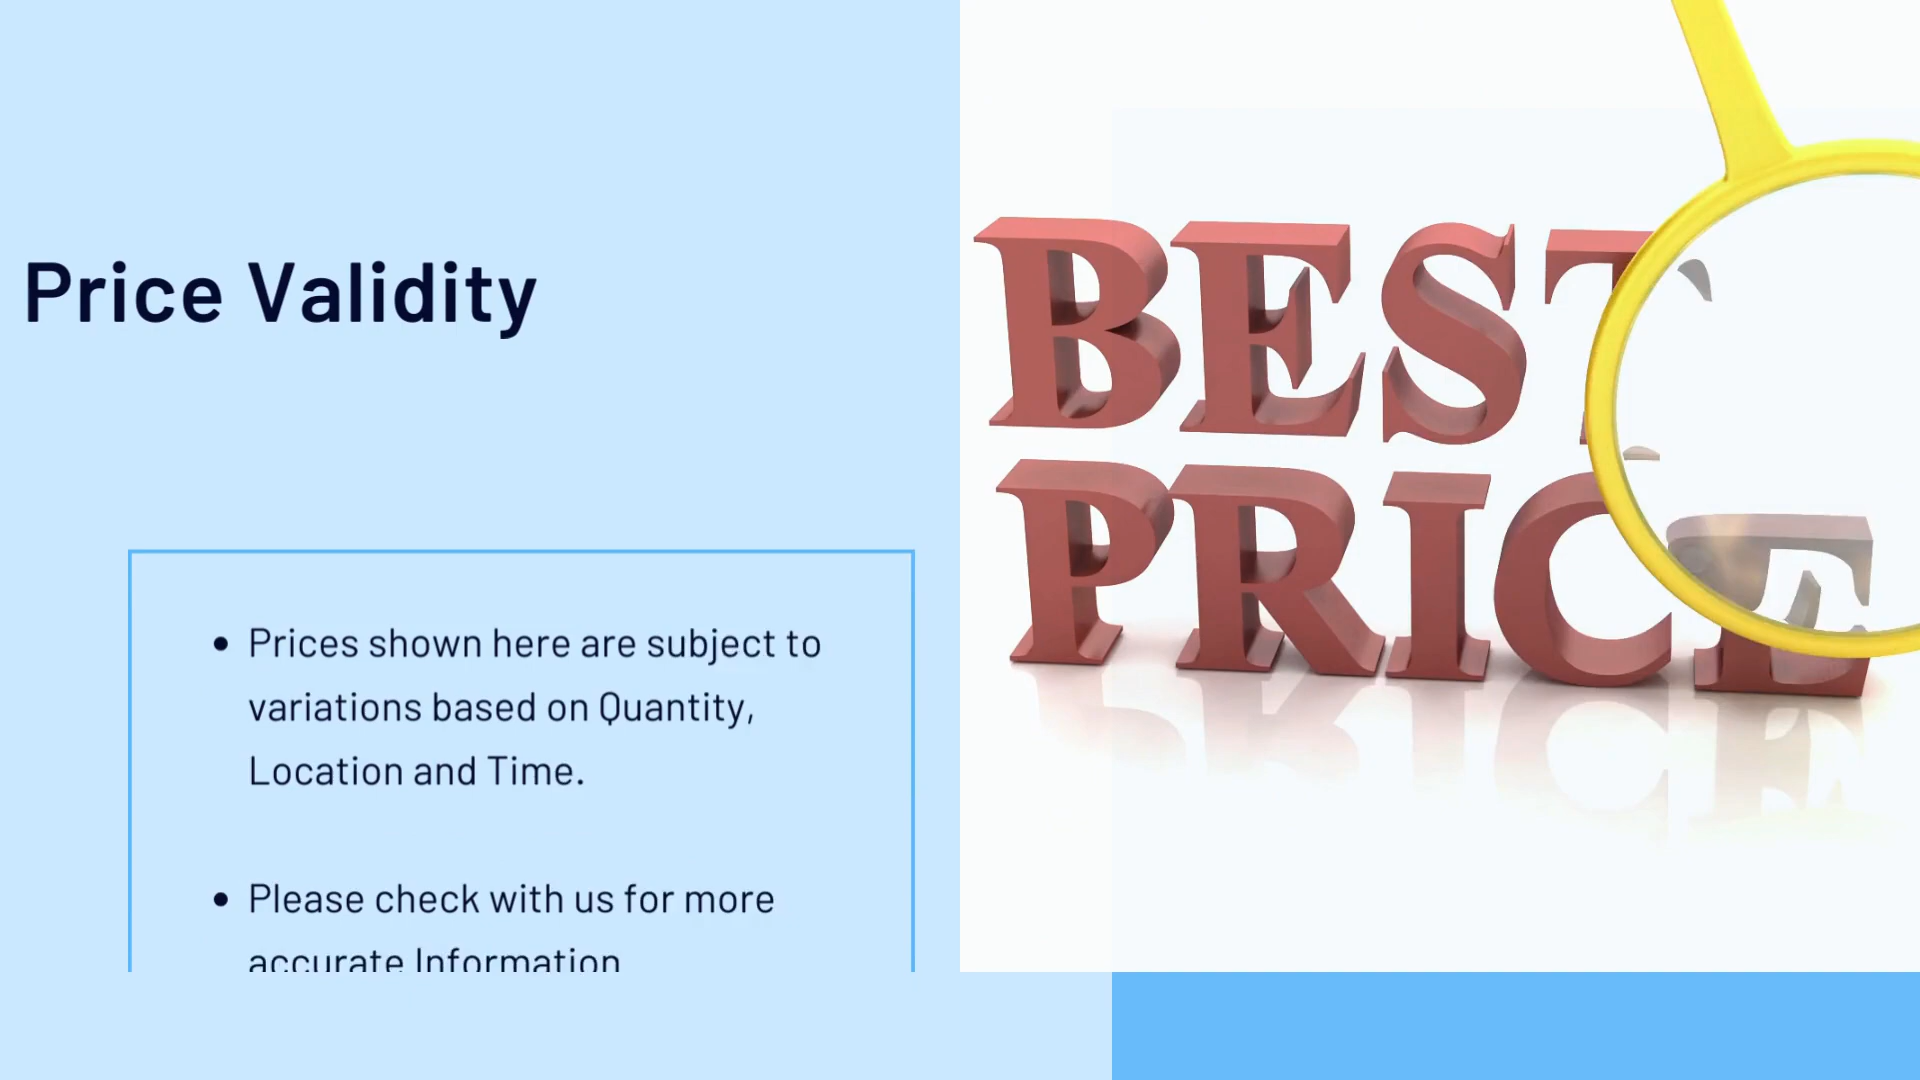 Price Validity
Prices shown here are subject to
variations based on Quantity,
Location and Time.
Please check with us for more
accurate Information
BEST
PRICE